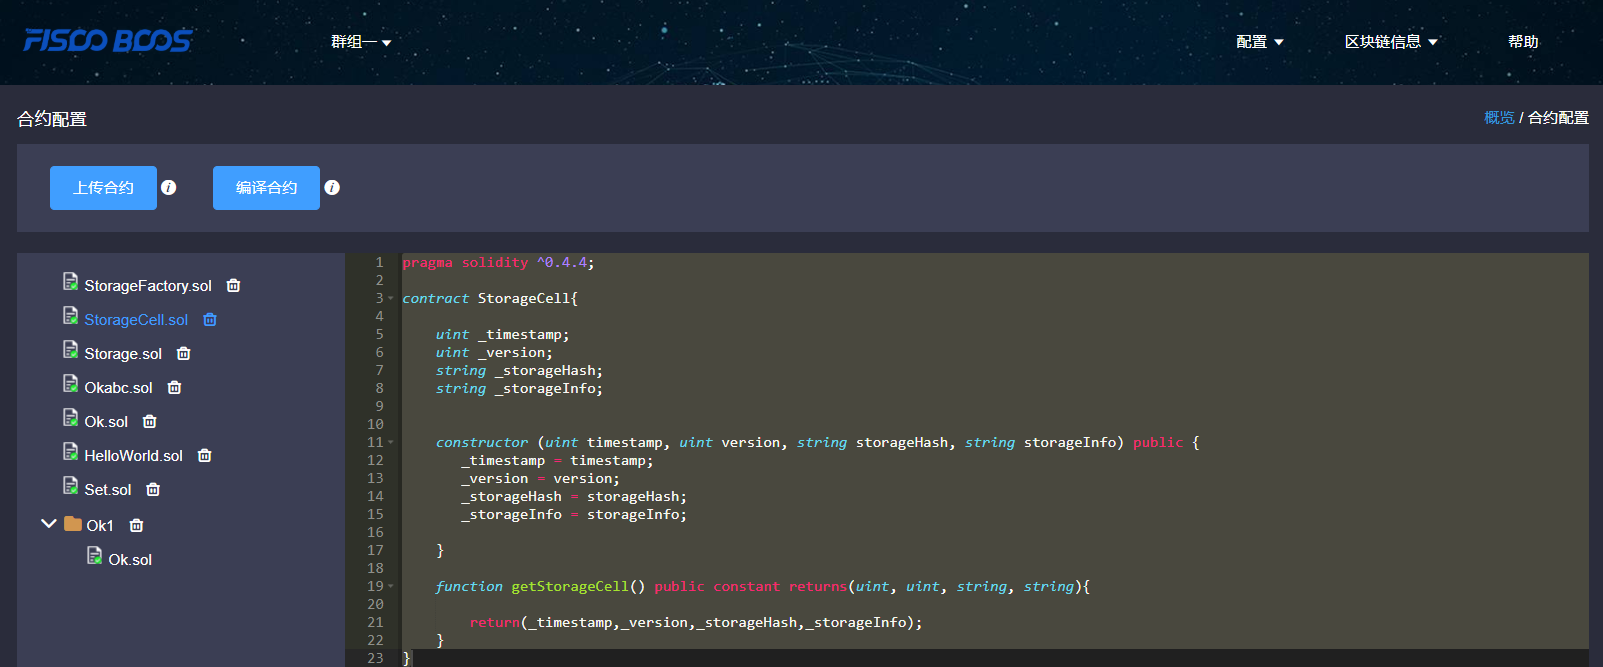 FISCO BCOS
群组一
配置
区块链信息
帮助
合约配置
概览 / 合约配置
上传合约 i
编译合约 i
StorageFactory.sol
StorageCell.sol
Storage.sol
Okabc.sol
Ok.sol
HelloWorld.sol
Set.sol
Ok1
Ok.sol
1 pragma solidity ^0.4.4;
2
3 contract StorageCell{
4
5 uint _timestamp;
6 uint _version;
7 string _storageHash;
8 string _storageInfo;
9
10
11 constructor (uint timestamp, uint version, string storageHash, string storageInfo) public {
12 _timestamp = timestamp;
13 _version = version;
14 _storageHash = storageHash;
15 _storageInfo = storageInfo;
16
17 }
18
19 function getStorageCell() public constant returns(uint, uint, string, string){
20
21 return(_timestamp,_version,_storageHash,_storageInfo);
22 }
23 }